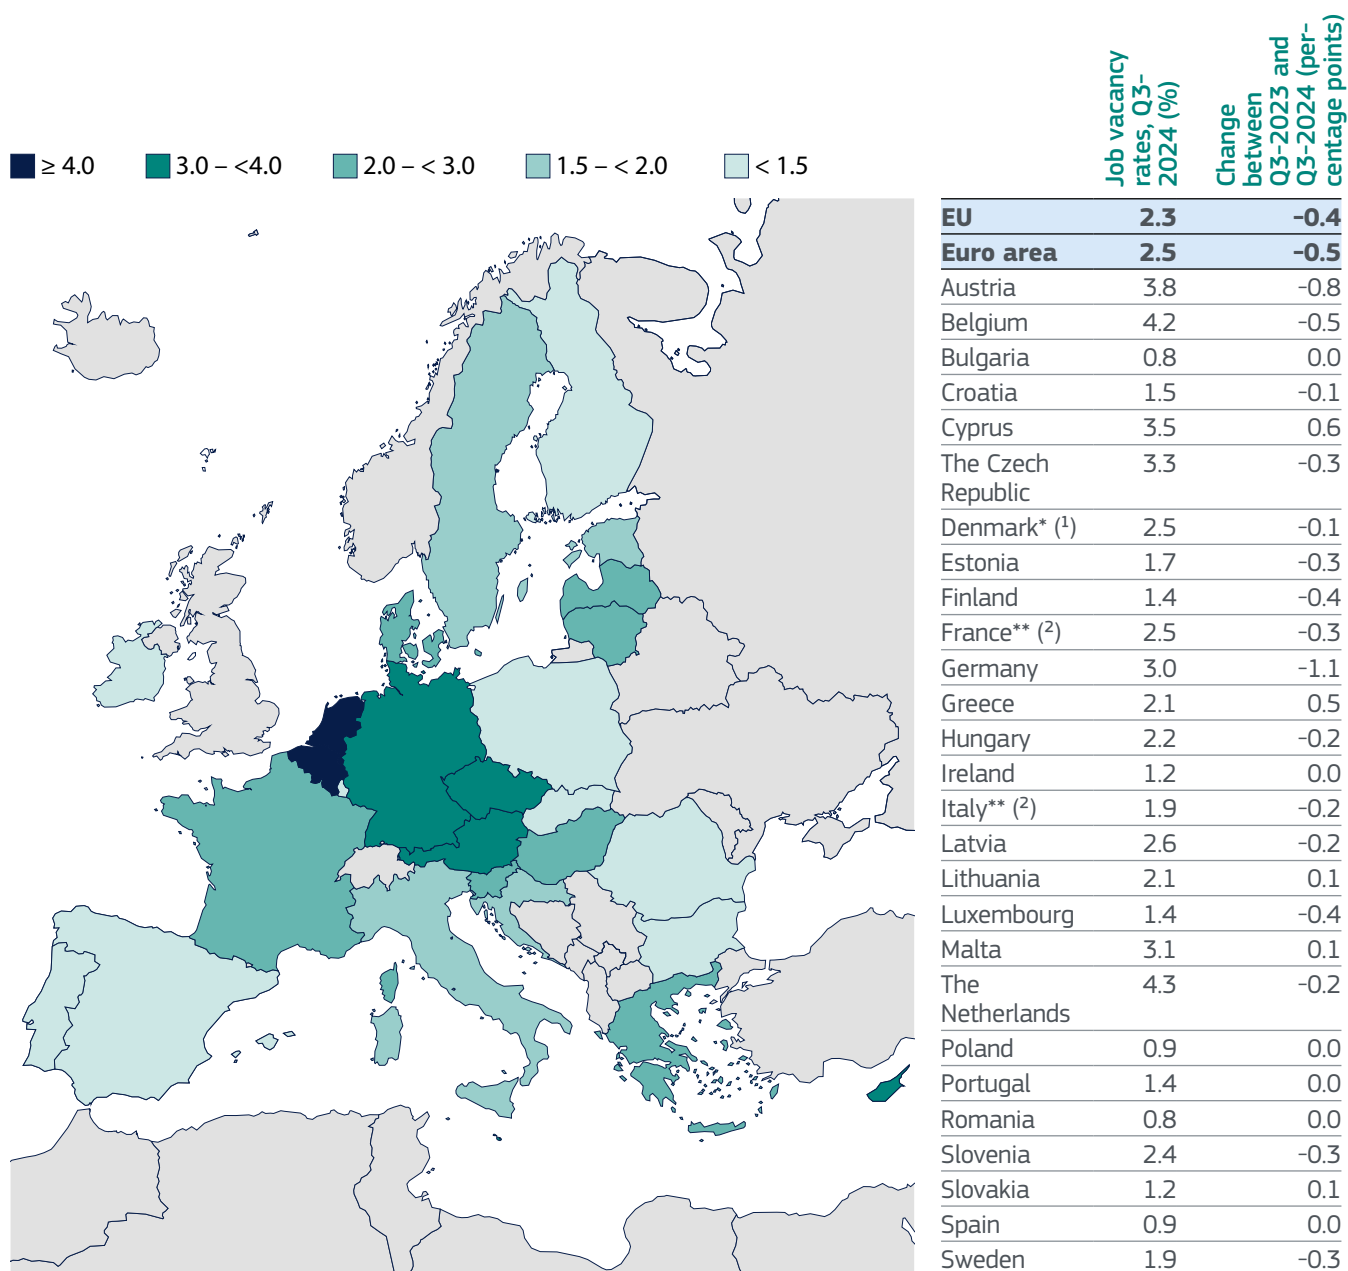 ≥ 4.0
3.0 – <4.0
2.0 – < 3.0
1.5 – < 2.0
< 1.5
Job vacancy
rates, Q3-
2024 (%)
Change
between
Q3-2023 and
Q3-2024 (per-
centage points)
EU 2.3 -0.4
Euro area 2.5 -0.5
Austria 3.8 -0.8
Belgium 4.2 -0.5
Bulgaria 0.8 0.0
Croatia 1.5 -0.1
Cyprus 3.5 0.6
The Czech 3.3 -0.3
Republic
Denmark* (¹) 2.5 -0.1
Estonia 1.7 -0.3
Finland 1.4 -0.4
France** (²) 2.5 -0.3
Germany 3.0 -1.1
Greece 2.1 0.5
Hungary 2.2 -0.2
Ireland 1.2 0.0
Italy** (²) 1.9 -0.2
Latvia 2.6 -0.2
Lithuania 2.1 0.1
Luxembourg 1.4 -0.4
Malta 3.1 0.1
The 4.3 -0.2
Netherlands
Poland 0.9 0.0
Portugal 1.4 0.0
Romania 0.8 0.0
Slovenia 2.4 -0.3
Slovakia 1.2 0.1
Spain 0.9 0.0
Sweden 1.9 -0.3